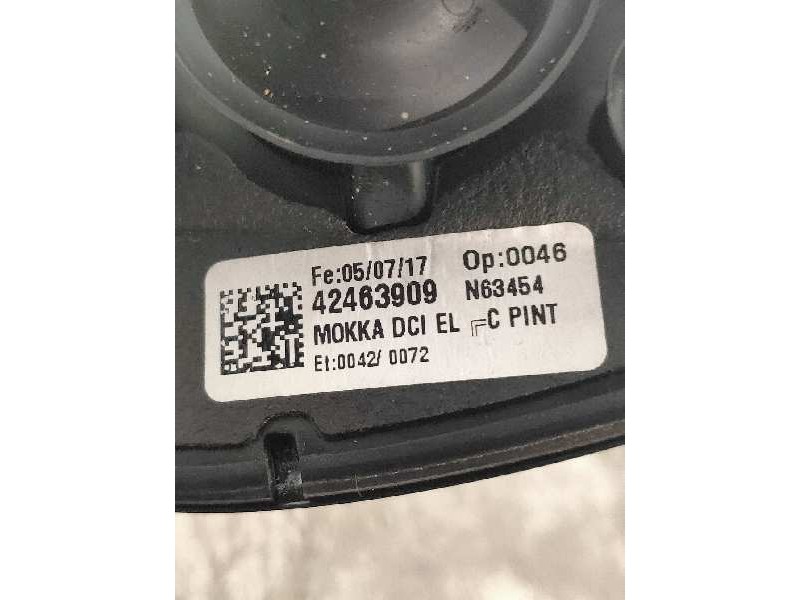 Fe:05/07/17 Op:0046
42463909 N63454
MOKKA DCI EL C PINT
Et:0042/ 0072